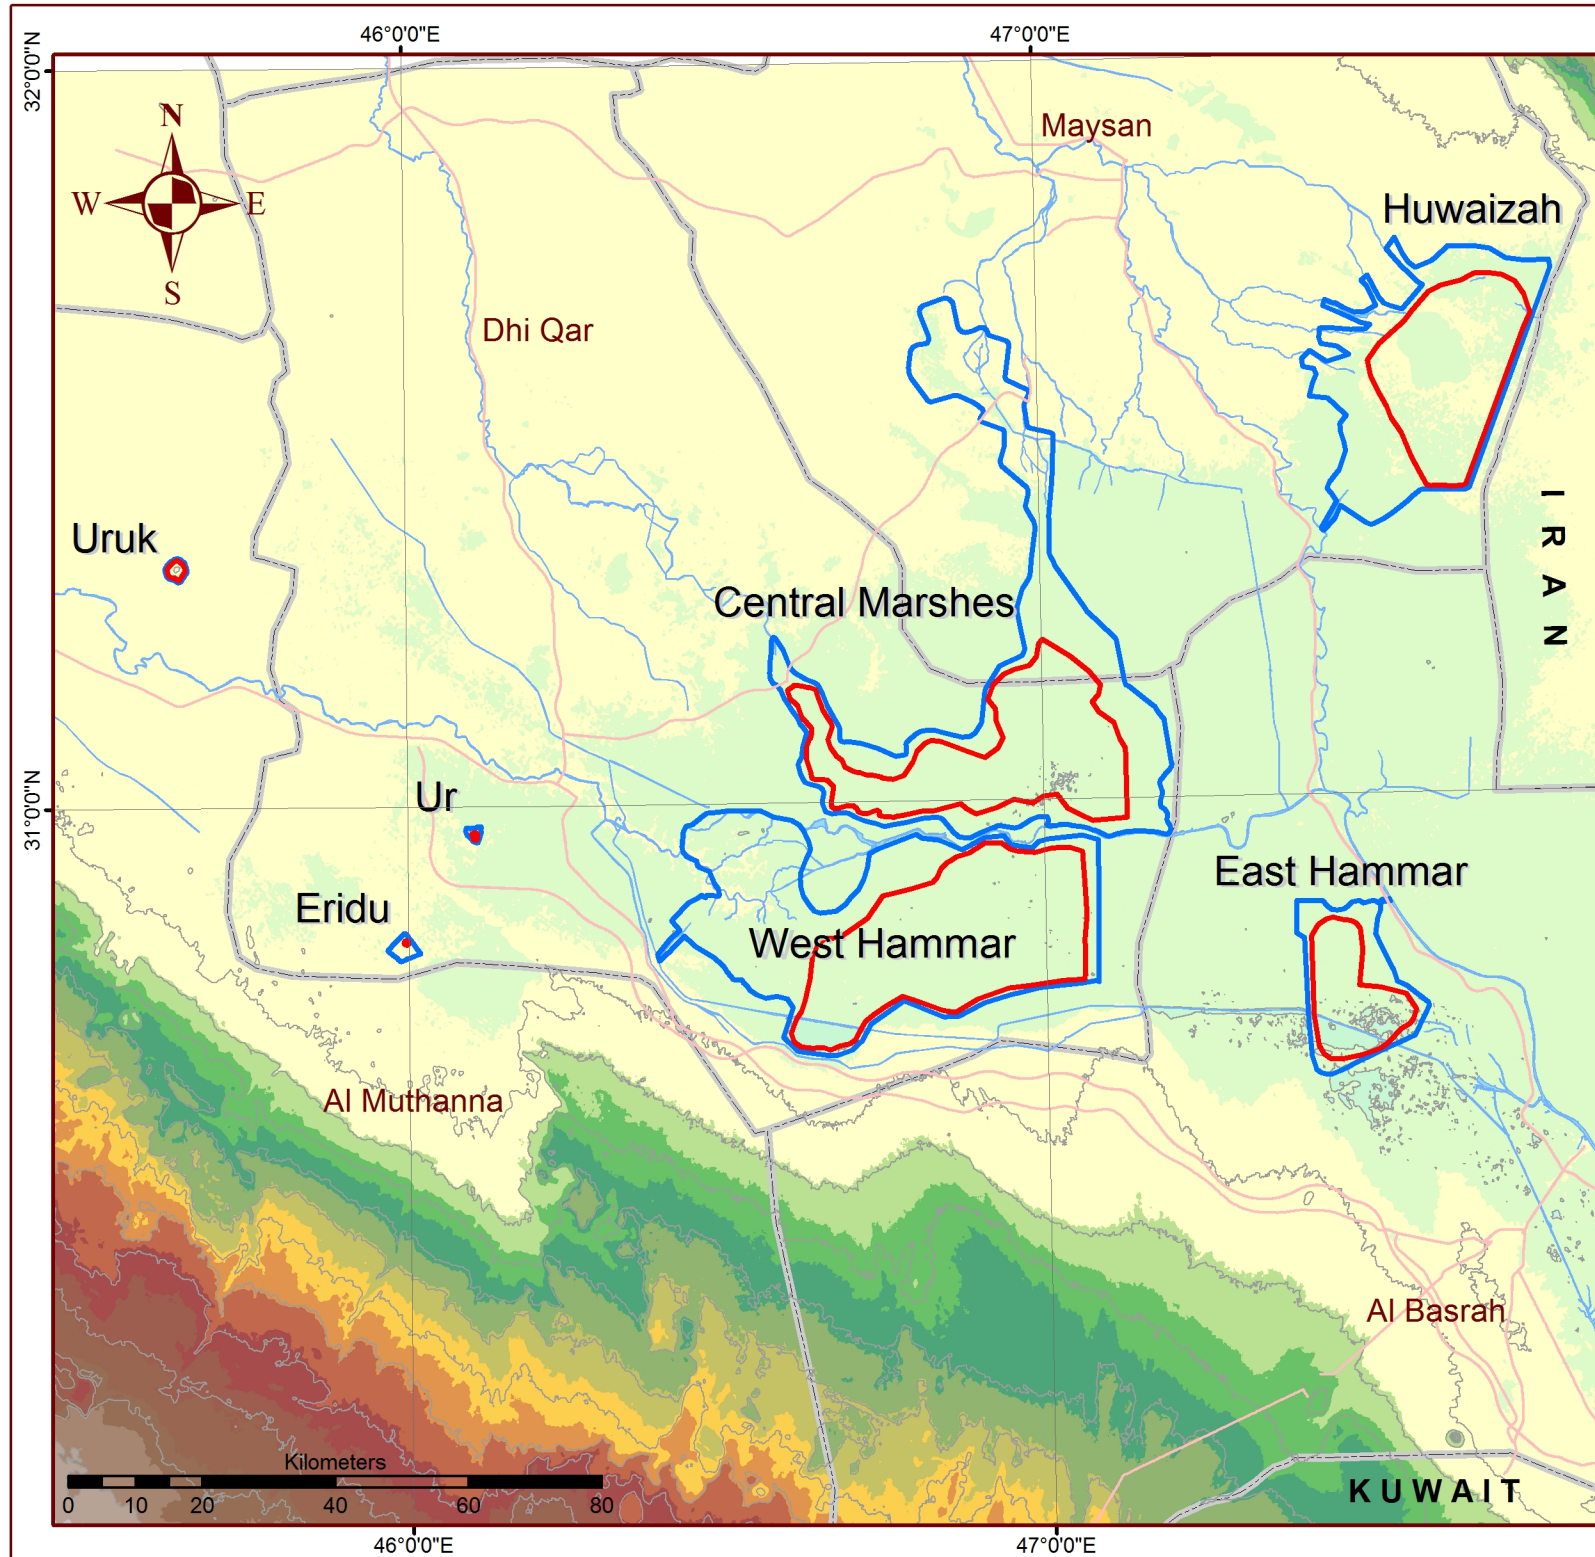 46°0'0"E
47°0'0"E
32°0'0"N
N
W
E
S
Maysan
Huwaizah
Dhi Qar
Uruk
I R A N
Central Marshes
Ur
31°0'0"N
East Hammar
Eridu
West Hammar
Al Muthanna
Al Basrah
Kilometers
0 10 20 40 60 80
KUWAIT
46°0'0"E
47°0'0"E